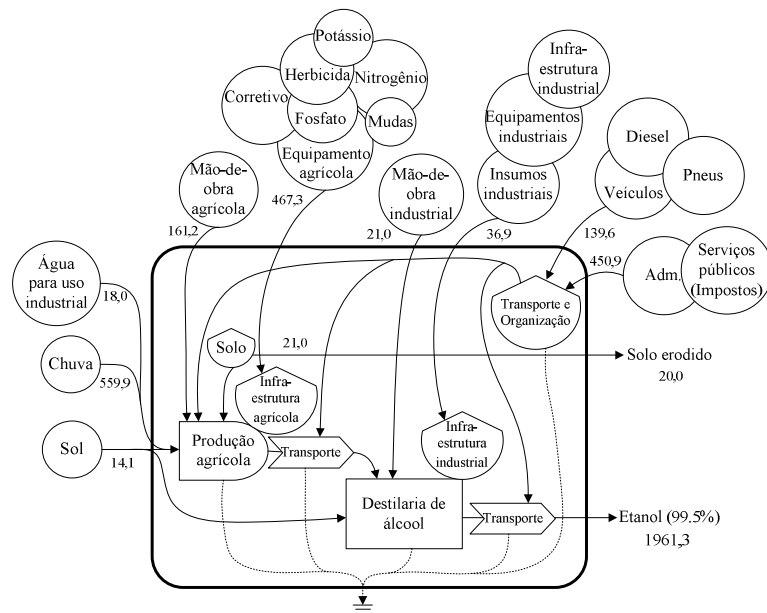 Potássio
Herbicida
Nitrogênio
Corretivo
Fosfato
Mudas
Equipamento
agrícola
467,3
Infra-
estrutura
industrial
Equipamentos
industriais
Insumos
industriais
36,9
Diesel
Pneus
Veículos
139,6
Mão-de-
obra
agrícola
161,2
Mão-de-
obra
industrial
21,0
Adm.
Serviços
públicos
(Impostos)
450,9
Água
para uso
industrial
18,0
Chuva
559,9
Sol
14,1
Transporte e
Organização
Solo
21,0
Solo erodido
20,0
Infra-
estrutura
agrícola
Produção
agrícola
Transporte
Infra-
estrutura
industrial
Destilaria de
álcool
Transporte
Etanol (99.5%)
1961,3